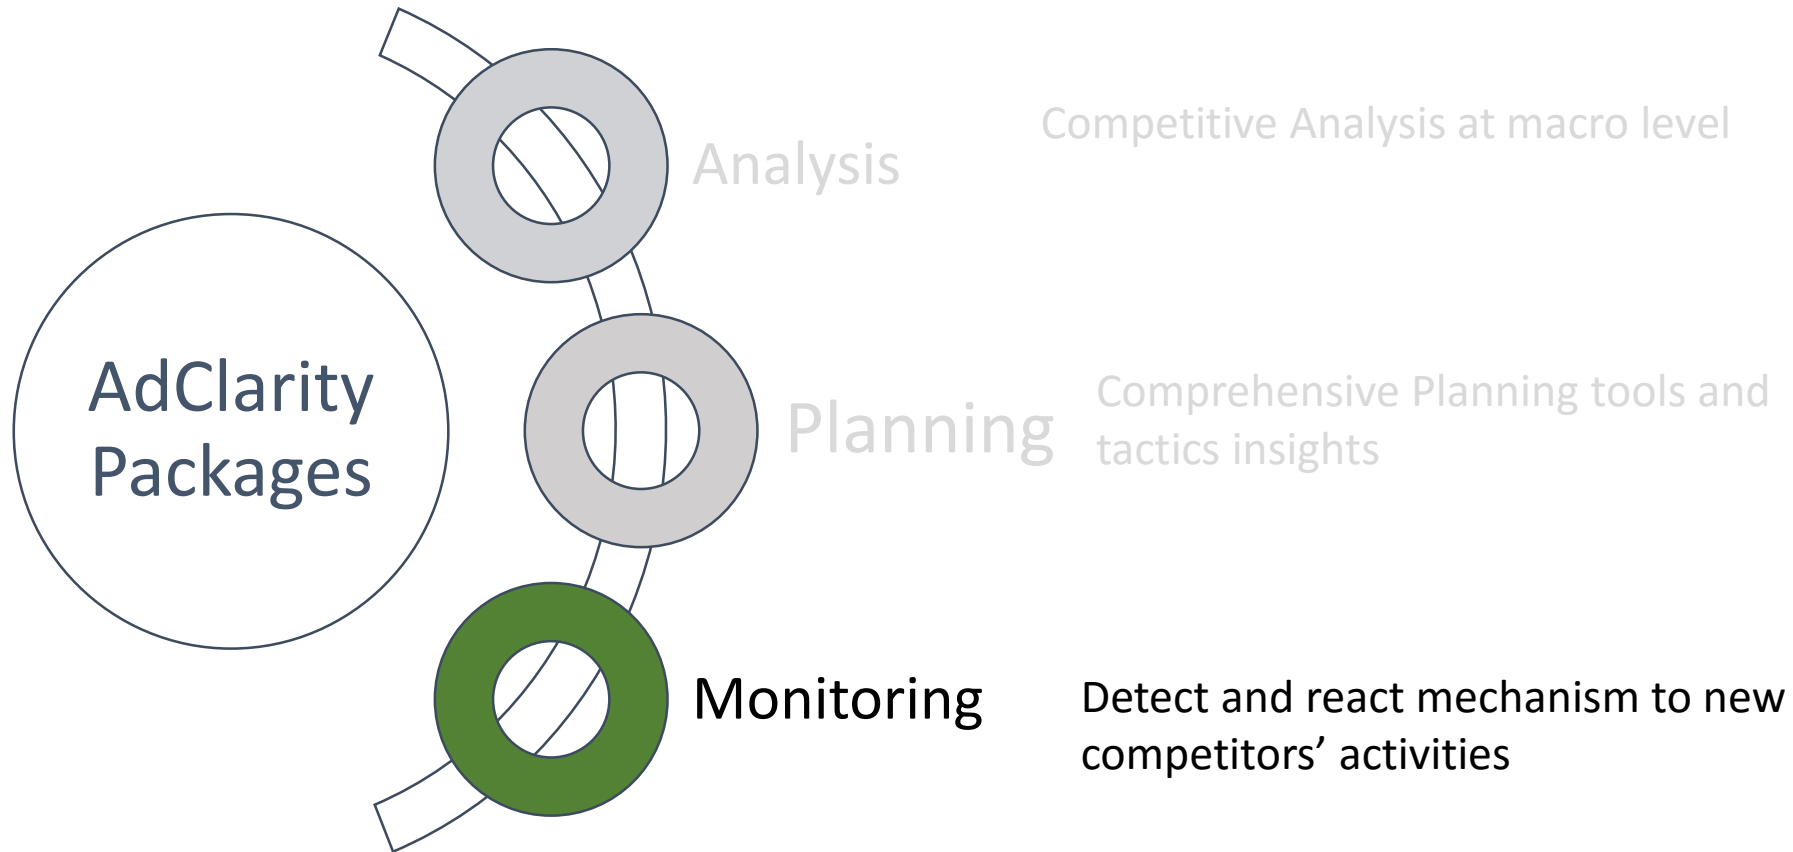 AdClarity
Packages
Analysis
Competitive Analysis at macro level
Planning
Comprehensive Planning tools and
tactics insights
Monitoring
Detect and react mechanism to new
competitors’ activities